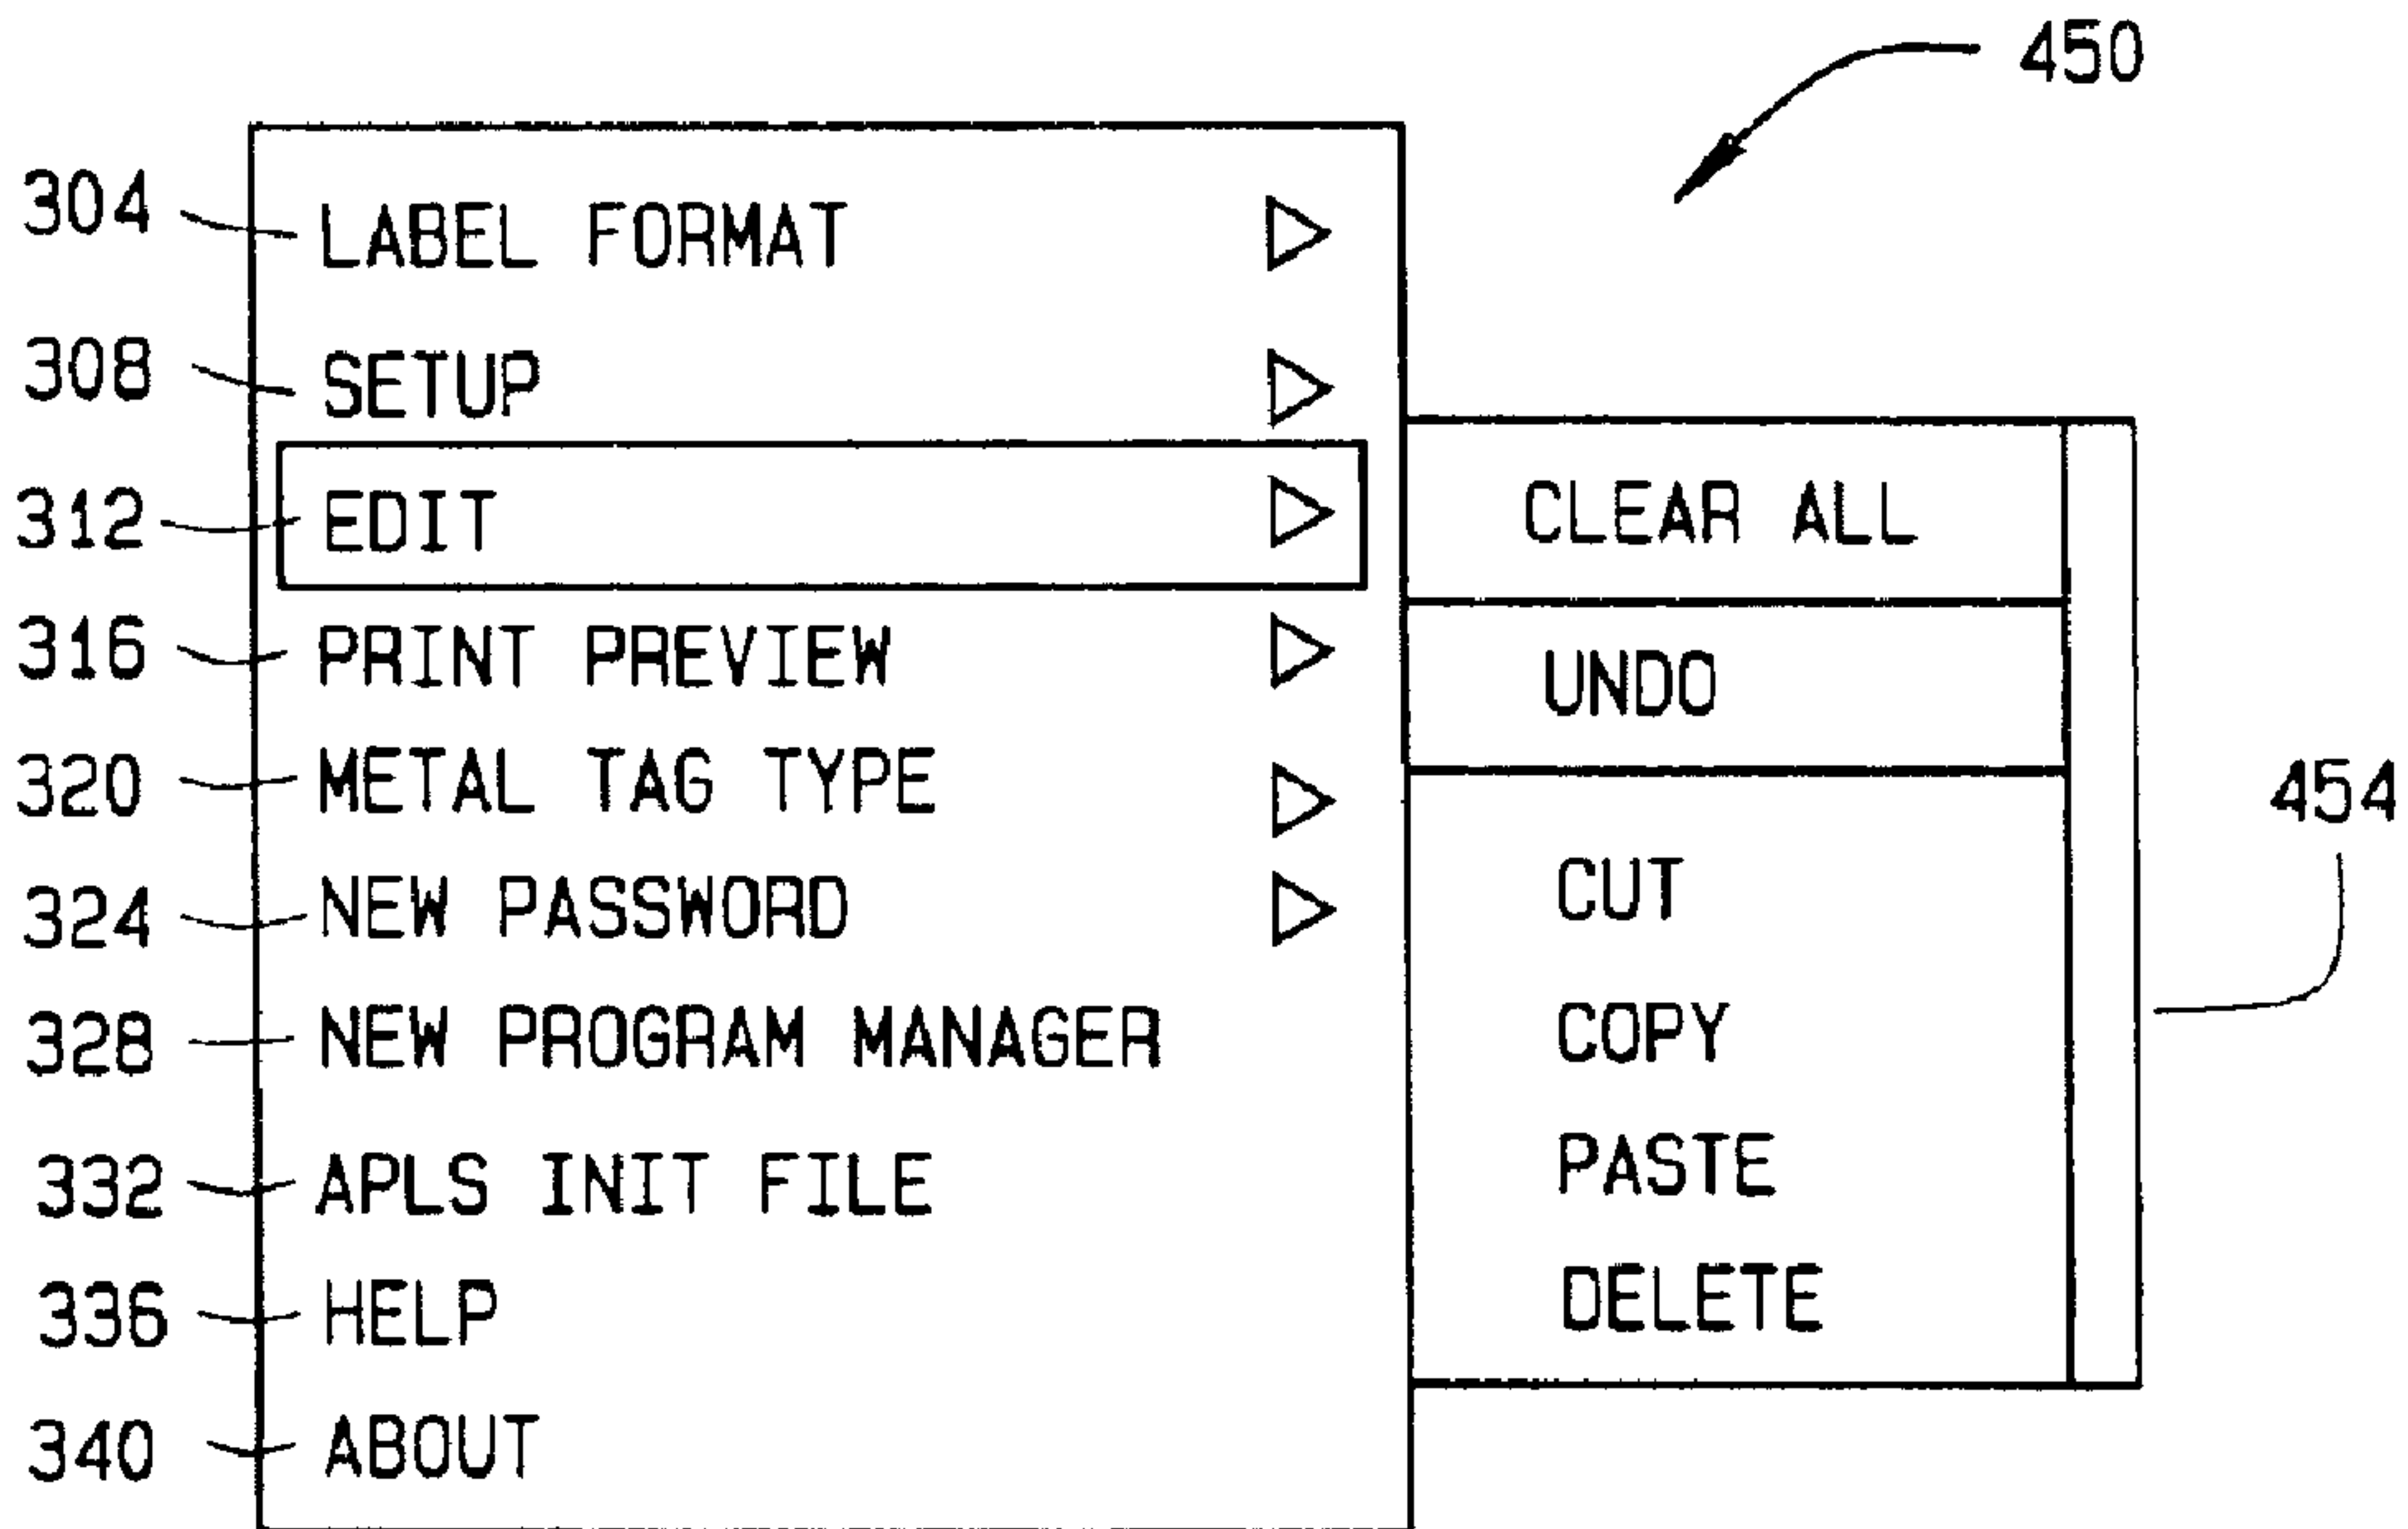 450
304 LABEL FORMAT
308 SETUP
312 EDIT
316 PRINT PREVIEW
320 METAL TAG TYPE
324 NEW PASSWORD
328 NEW PROGRAM MANAGER
332 APLS INIT FILE
336 HELP
340 ABOUT
CLEAR ALL
UNDO
CUT
COPY
PASTE
DELETE
454